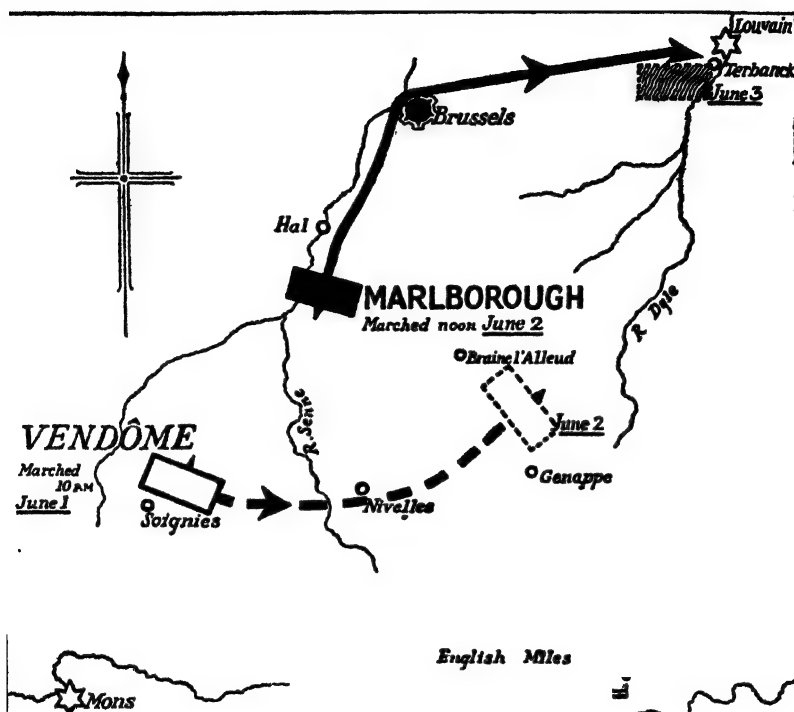 Louvain
Terbanck
June 3
Brussels
Hal
MARLBOROUGH
Marched noon June 2
R Dyle
Braine l'Alleud
VENDÔME
Marched
10 AM
June 1
R. Senne
June 2
Genappe
Nivelles
Soignies
English Miles
Mons